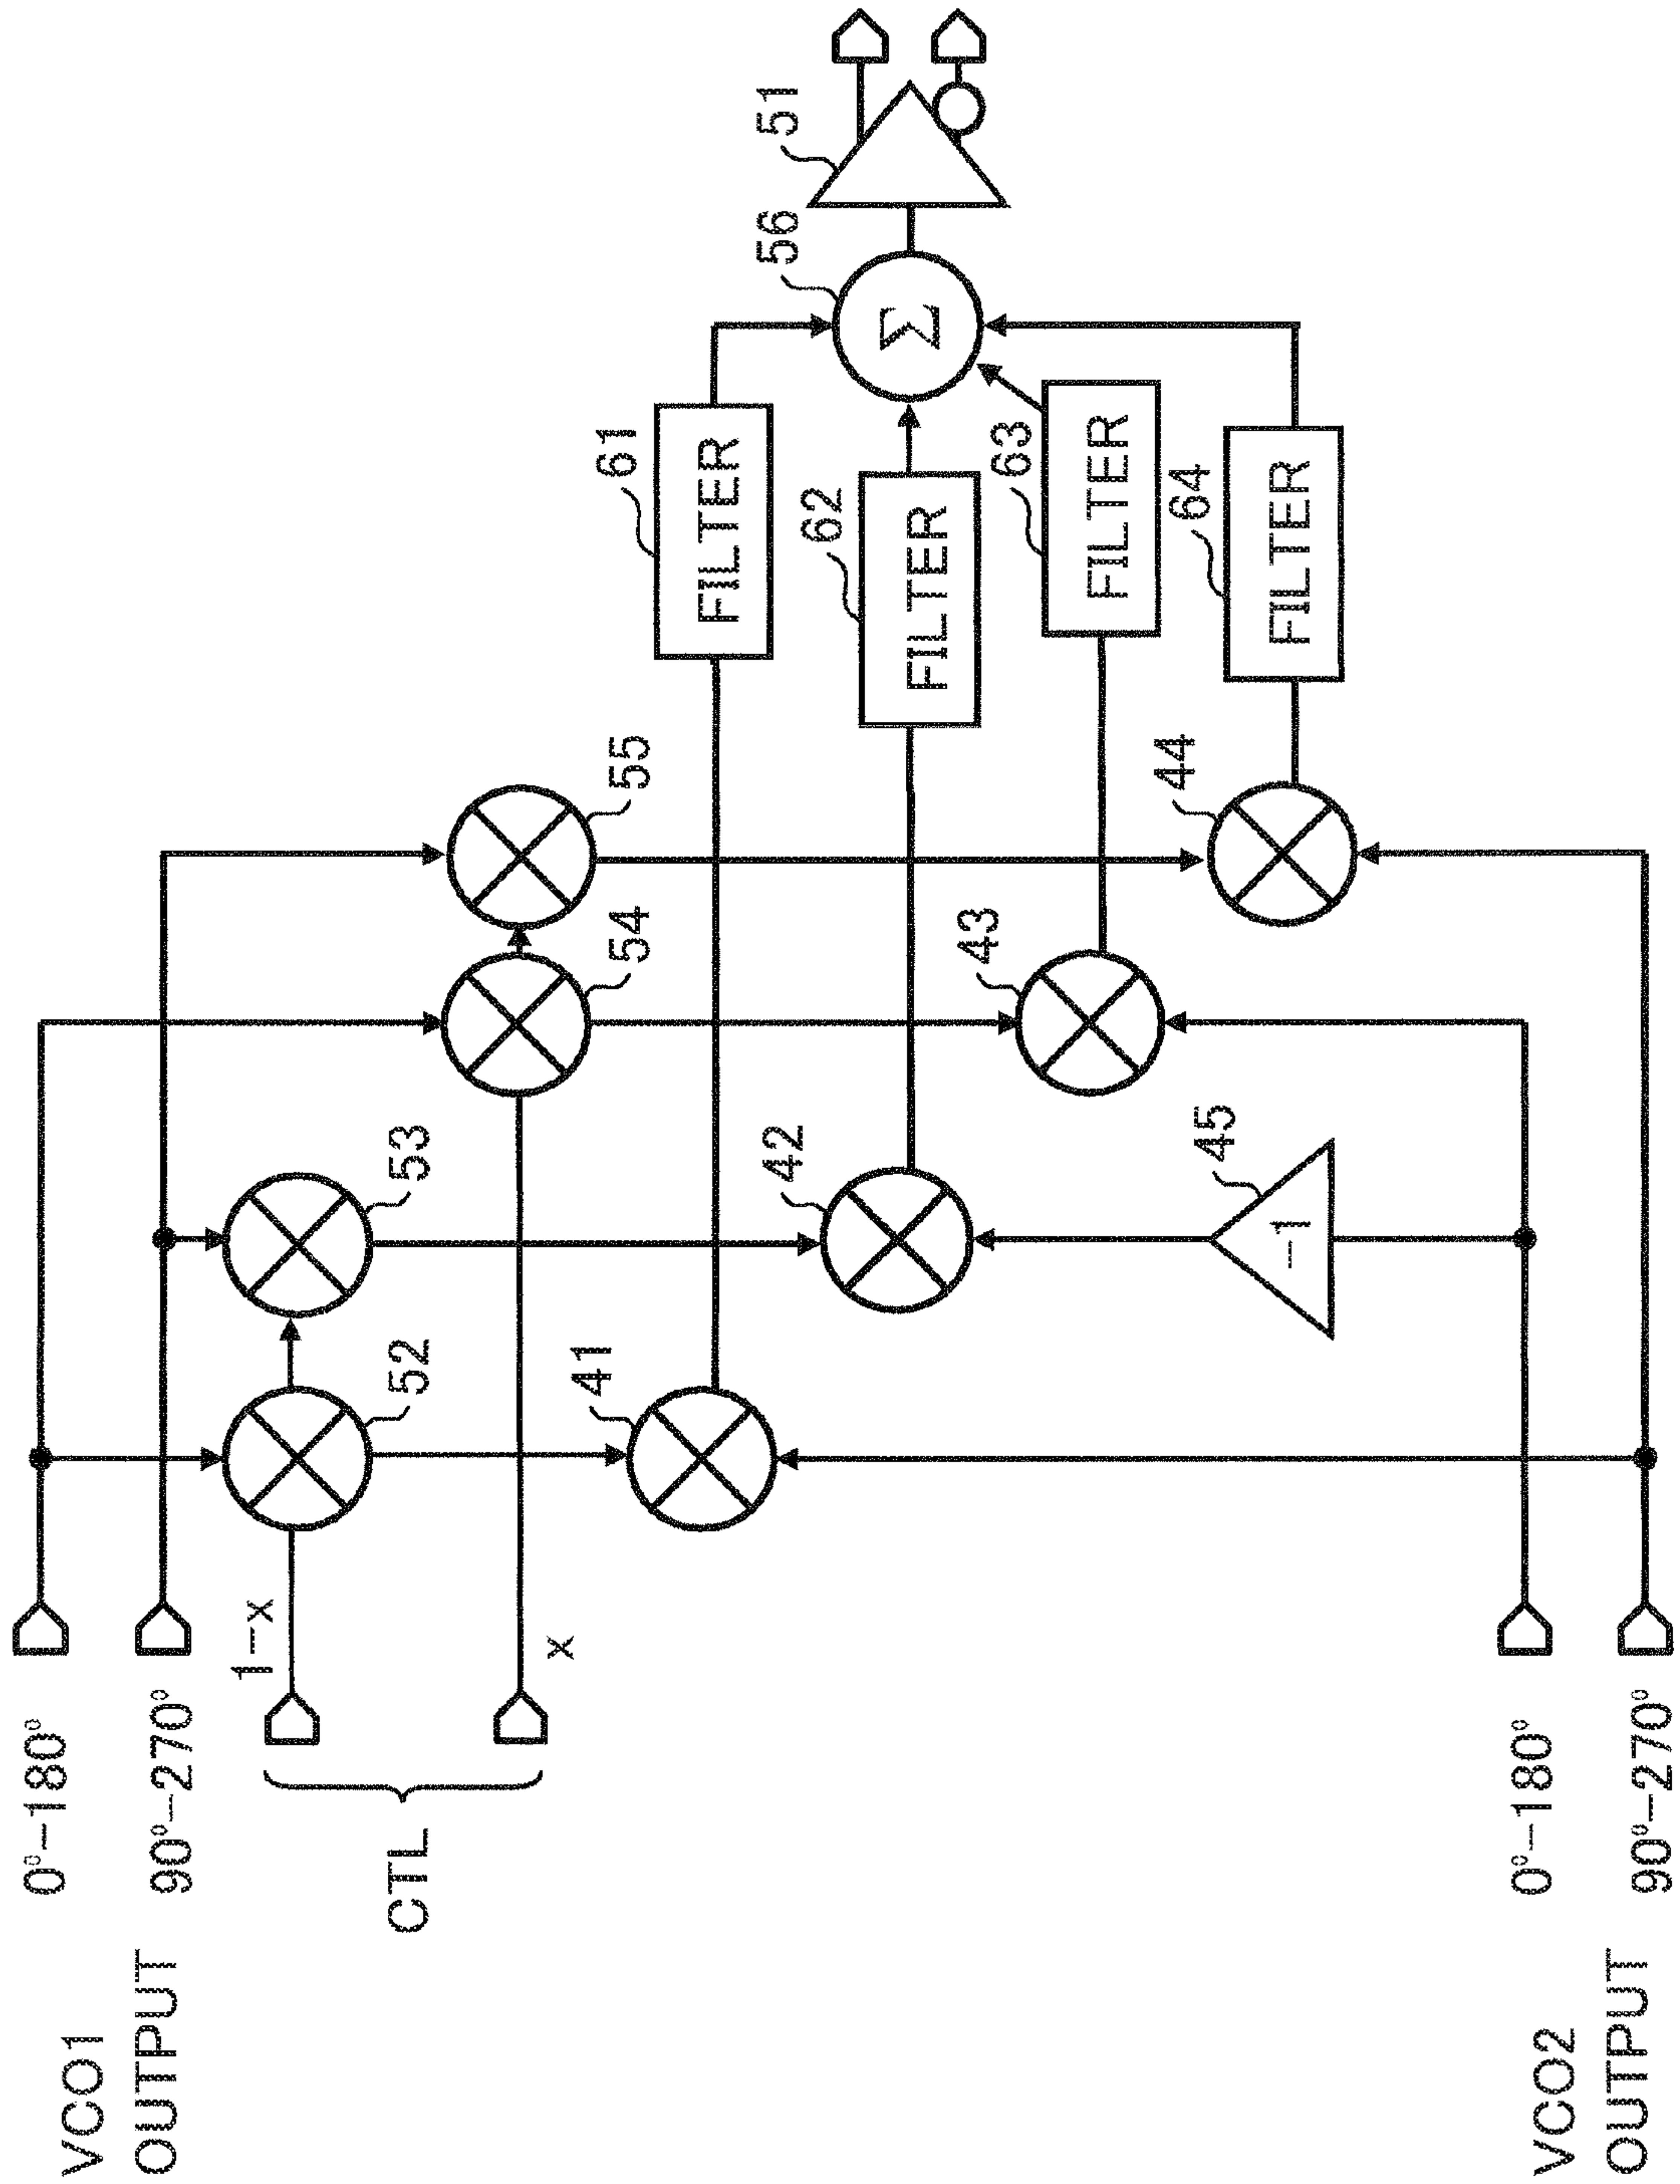 VCO1
OUTPUT
0°-180°
90°-270°
CTL
1-x
x
52
53
54
55
41
42
43
44
45
-1
61
FILTER
62
FILTER
63
FILTER
64
FILTER
56
Σ
51
VCO2
OUTPUT
0°-180°
90°-270°